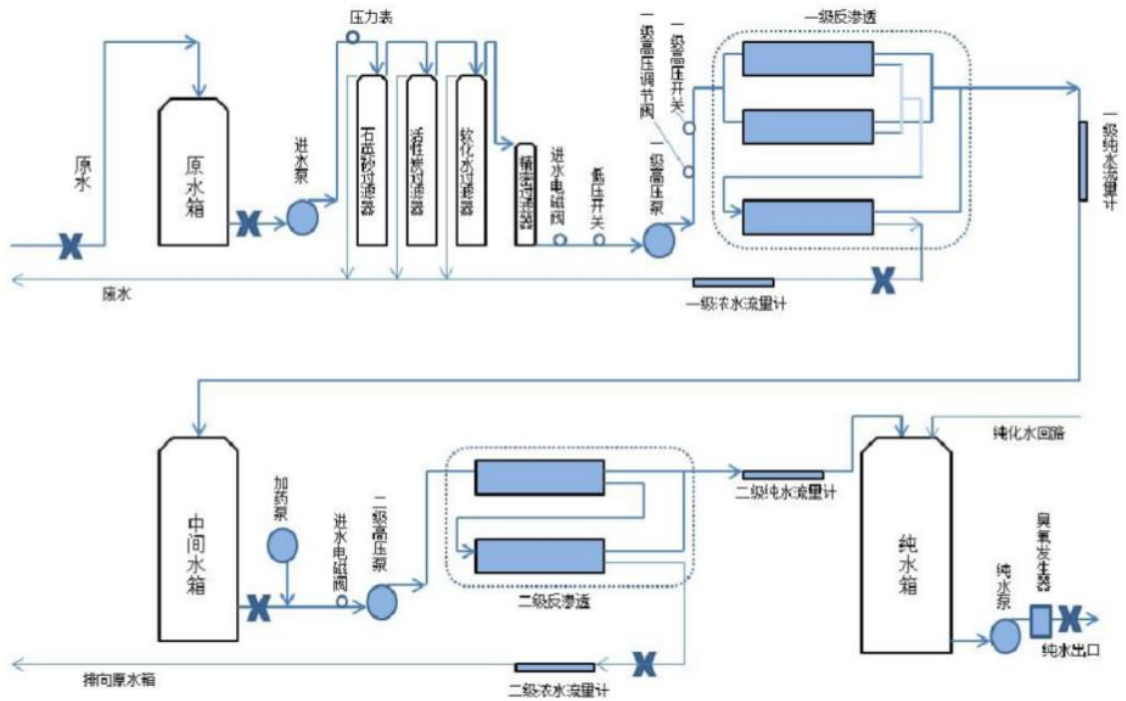 压力表
一级反渗透
一级高压调节阀
一级高压开关
原水
原水箱
进水泵
石英砂过滤器
活性炭过滤器
软化水过滤器
精密过滤器
进水电磁阀
低压开关
一级高压泵
一级纯水流量计
废水
一级浓水流量计
纯化水回路
中间水箱
加药泵
进水电磁阀
二级高压泵
二级反渗透
二级纯水流量计
纯水箱
纯水泵
臭氧发生器
纯水出口
排向原水箱
二级浓水流量计